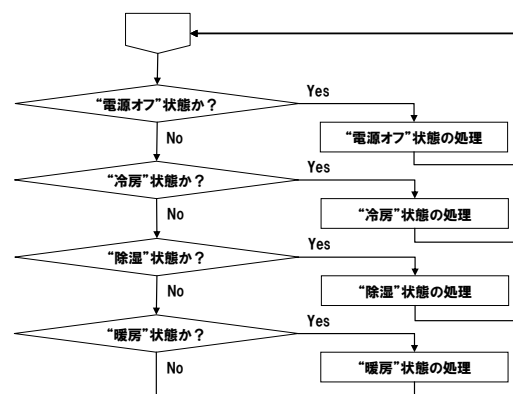 “電源オフ”状態か？
Yes
“電源オフ”状態の処理
No
“冷房”状態か？
Yes
“冷房”状態の処理
No
“除湿”状態か？
Yes
“除湿”状態の処理
No
“暖房”状態か？
Yes
“暖房”状態の処理
No